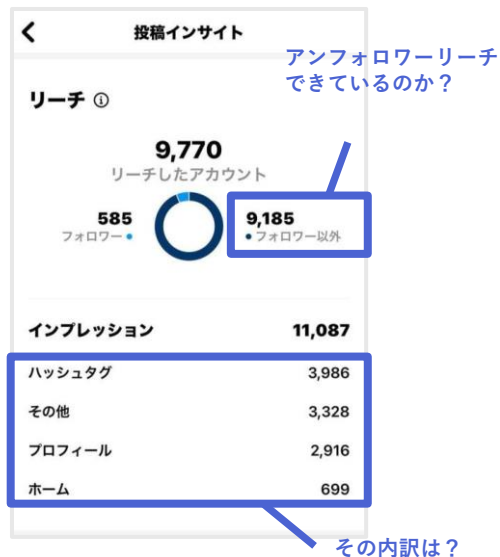 投稿インサイト
アンフォロワーリーチ
できているのか？
リーチ
9,770
リーチしたアカウント
585
フォロワー
9,185
フォロワー以外
インプレッション 11,087
ハッシュタグ 3,986
その他 3,328
プロフィール 2,916
ホーム 699
その内訳は？